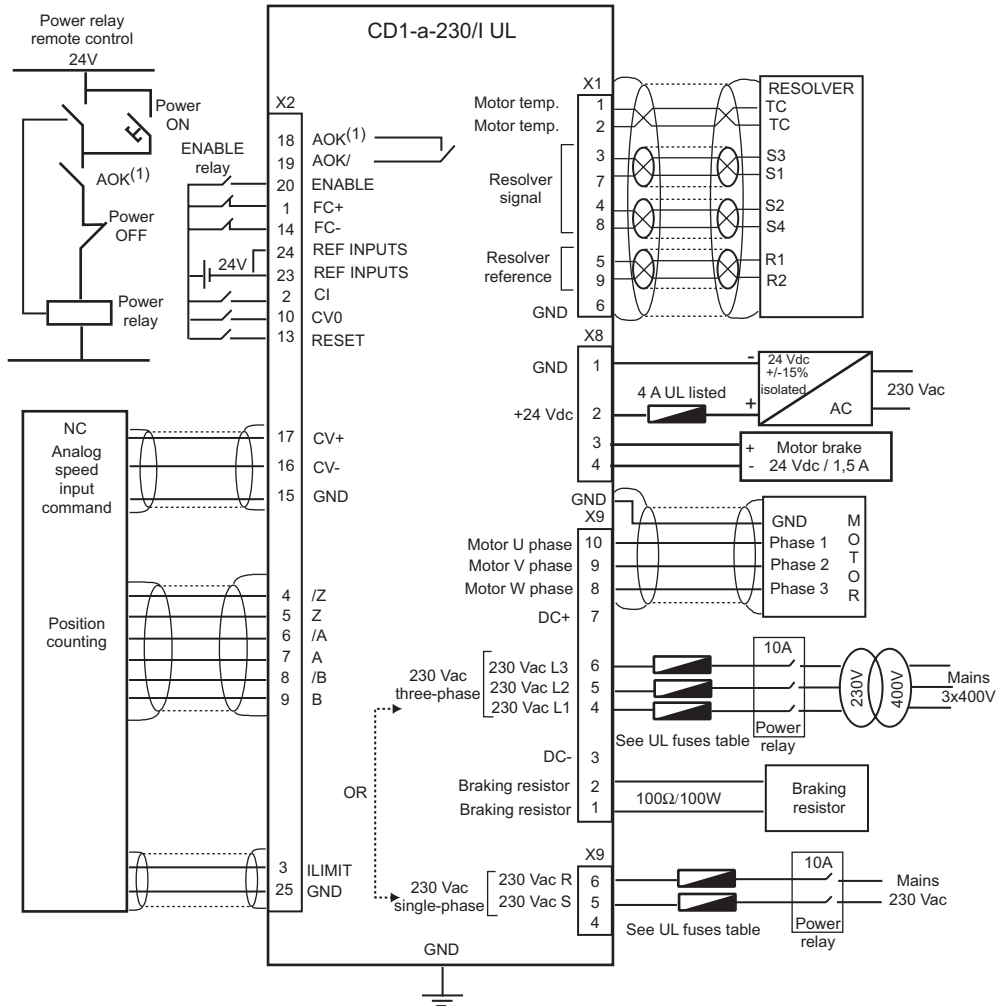 CD1-a-230/I UL
Power relay
remote control
24V
Power
ON
AOK(1)
Power
OFF
Power
relay
ENABLE
relay
24V
X2
18 AOK(1)
19 AOK/
20 ENABLE
1 FC+
14 FC-
24 REF INPUTS
23 REF INPUTS
2 CI
10 CV0
13 RESET
NC
Analog
speed
input
command
17 CV+
16 CV-
15 GND
Position
counting
4 /Z
5 Z
6 /A
7 A
8 /B
9 B
3 ILIMIT
25 GND
X1
Motor temp. 1
Motor temp. 2
Resolver
signal
3
7
4
8
Resolver
reference
5
9
GND 6
RESOLVER
TC
TC
S3
S1
S2
S4
R1
R2
X8
GND 1
+24 Vdc 2
3
4
4 A UL listed
-
+
24 Vdc
+/-15%
isolated
AC
230 Vac
+ Motor brake
- 24 Vdc / 1,5 A
GND
X9
Motor U phase 10
Motor V phase 9
Motor W phase 8
DC+ 7
GND
Phase 1
Phase 2
Phase 3
MOTOR
230 Vac
three-phase
230 Vac L3 6
230 Vac L2 5
230 Vac L1 4
See UL fuses table
10A
Power
relay
230V
400V
Mains
3x400V
DC- 3
Braking resistor 2
Braking resistor 1
100Ω/100W
Braking
resistor
OR
X9
230 Vac
single-phase
230 Vac R 6
230 Vac S 5
4
See UL fuses table
10A
Power
relay
Mains
230 Vac
GND